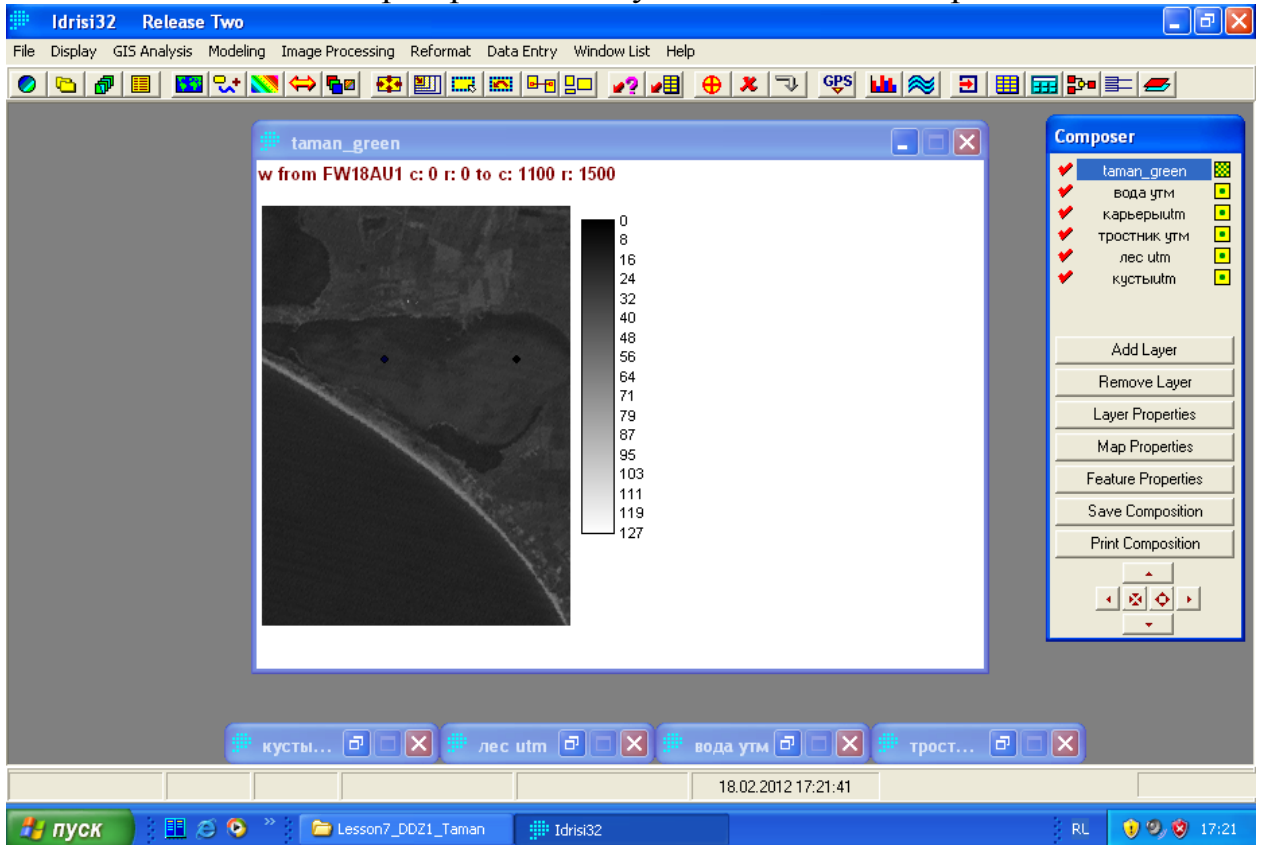 Idrisi32 Release Two
File Display GIS Analysis Modeling Image Processing Reformat Data Entry Window List Help
GPS
taman_green
w from FW18AU1 c: 0 r: 0 to c: 1100 r: 1500
0
8
16
24
32
40
48
56
64
71
79
87
95
103
111
119
127
Composer
taman_green
вода утм
карьерыutm
тростник утм
лес utm
кустыutm
Add Layer
Remove Layer
Layer Properties
Map Properties
Feature Properties
Save Composition
Print Composition
кусты... лес utm вода утм трост...
18.02.2012 17:21:41
пуск Lesson7_DDZ1_Taman Idrisi32 RL 17:21